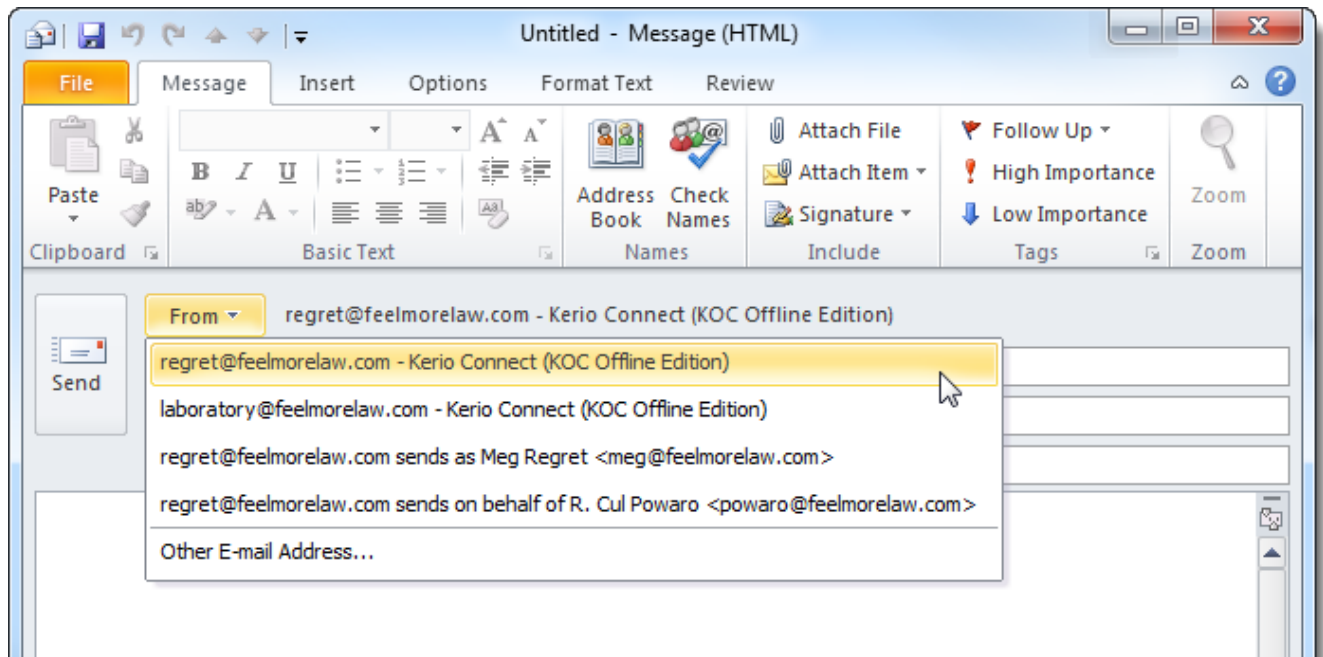 Untitled - Message (HTML)
File Message Insert Options Format Text Review
Paste
Clipboard
B I U
A A
ab A
Aa
Basic Text
Address Book
Check Names
Names
Attach File
Attach Item
Signature
Include
Follow Up
High Importance
Low Importance
Tags
Zoom
Zoom
Send
From regret@feelmorelaw.com - Kerio Connect (KOC Offline Edition)
regret@feelmorelaw.com - Kerio Connect (KOC Offline Edition)
laboratory@feelmorelaw.com - Kerio Connect (KOC Offline Edition)
regret@feelmorelaw.com sends as Meg Regret <meg@feelmorelaw.com>
regret@feelmorelaw.com sends on behalf of R. Cul Powaro <powaro@feelmorelaw.com>
Other E-mail Address...